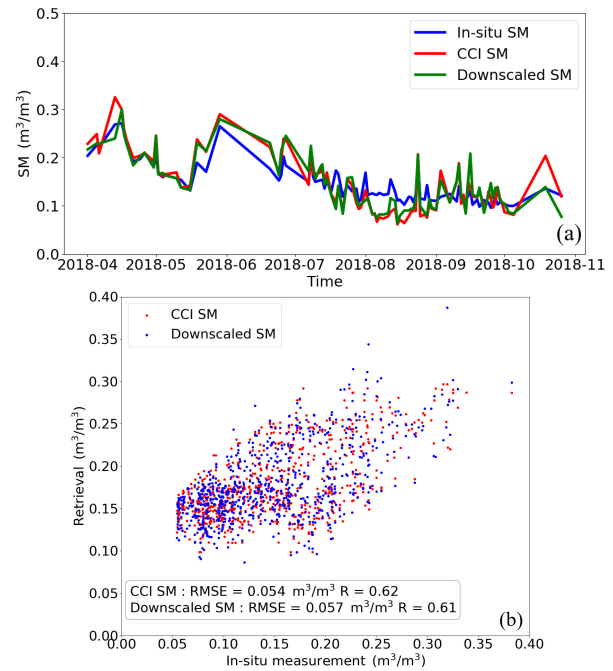 0.5
0.4
0.3
0.2
0.1
0.0
SM (m³/m³)
In-situ SM
CCI SM
Downscaled SM
(a)
2018-04 2018-05 2018-06 2018-07 2018-08 2018-09 2018-10 2018-11
Time
0.40
0.35
0.30
0.25
0.20
0.15
0.10
0.05
0.00
Retrieval (m³/m³)
CCI SM
Downscaled SM
CCI SM : RMSE = 0.054 m³/m³ R = 0.62
Downscaled SM : RMSE = 0.057 m³/m³ R = 0.61
(b)
0.00 0.05 0.10 0.15 0.20 0.25 0.30 0.35 0.40
In-situ measurement (m³/m³)